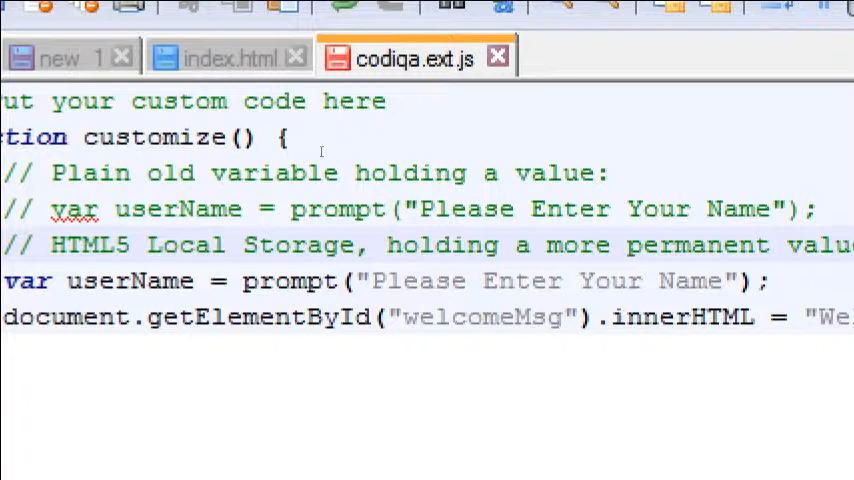 new 1 index.html codiqa.ext.js
ut your custom code here
ction customize() {
// Plain old variable holding a value:
// var userName = prompt("Please Enter Your Name");
// HTML5 Local Storage, holding a more permanent valu
var userName = prompt("Please Enter Your Name");
document.getElementById("welcomeMsg").innerHTML = "Wel